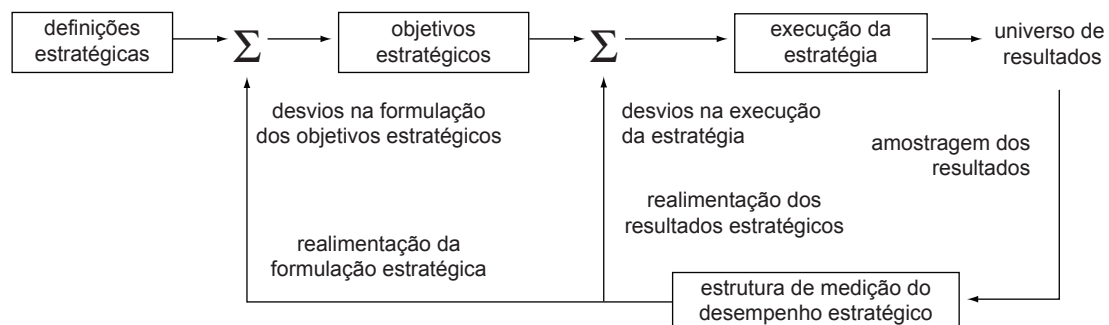 definições
estratégicas
Σ
objetivos
estratégicos
Σ
execução da
estratégia
universo de
resultados
desvios na formulação
dos objetivos estratégicos
desvios na execução
da estratégia
amostragem dos
resultados
realimentação dos
resultados estratégicos
realimentação da
formulação estratégica
estrutura de medição do
desempenho estratégico